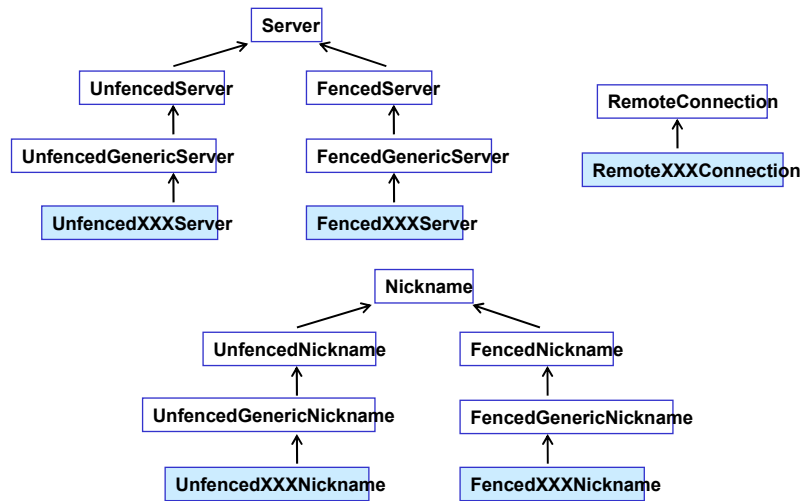 Server
UnfencedServer
FencedServer
RemoteConnection
UnfencedGenericServer
FencedGenericServer
RemoteXXXConnection
UnfencedXXXServer
FencedXXXServer
Nickname
UnfencedNickname
FencedNickname
UnfencedGenericNickname
FencedGenericNickname
UnfencedXXXNickname
FencedXXXNickname